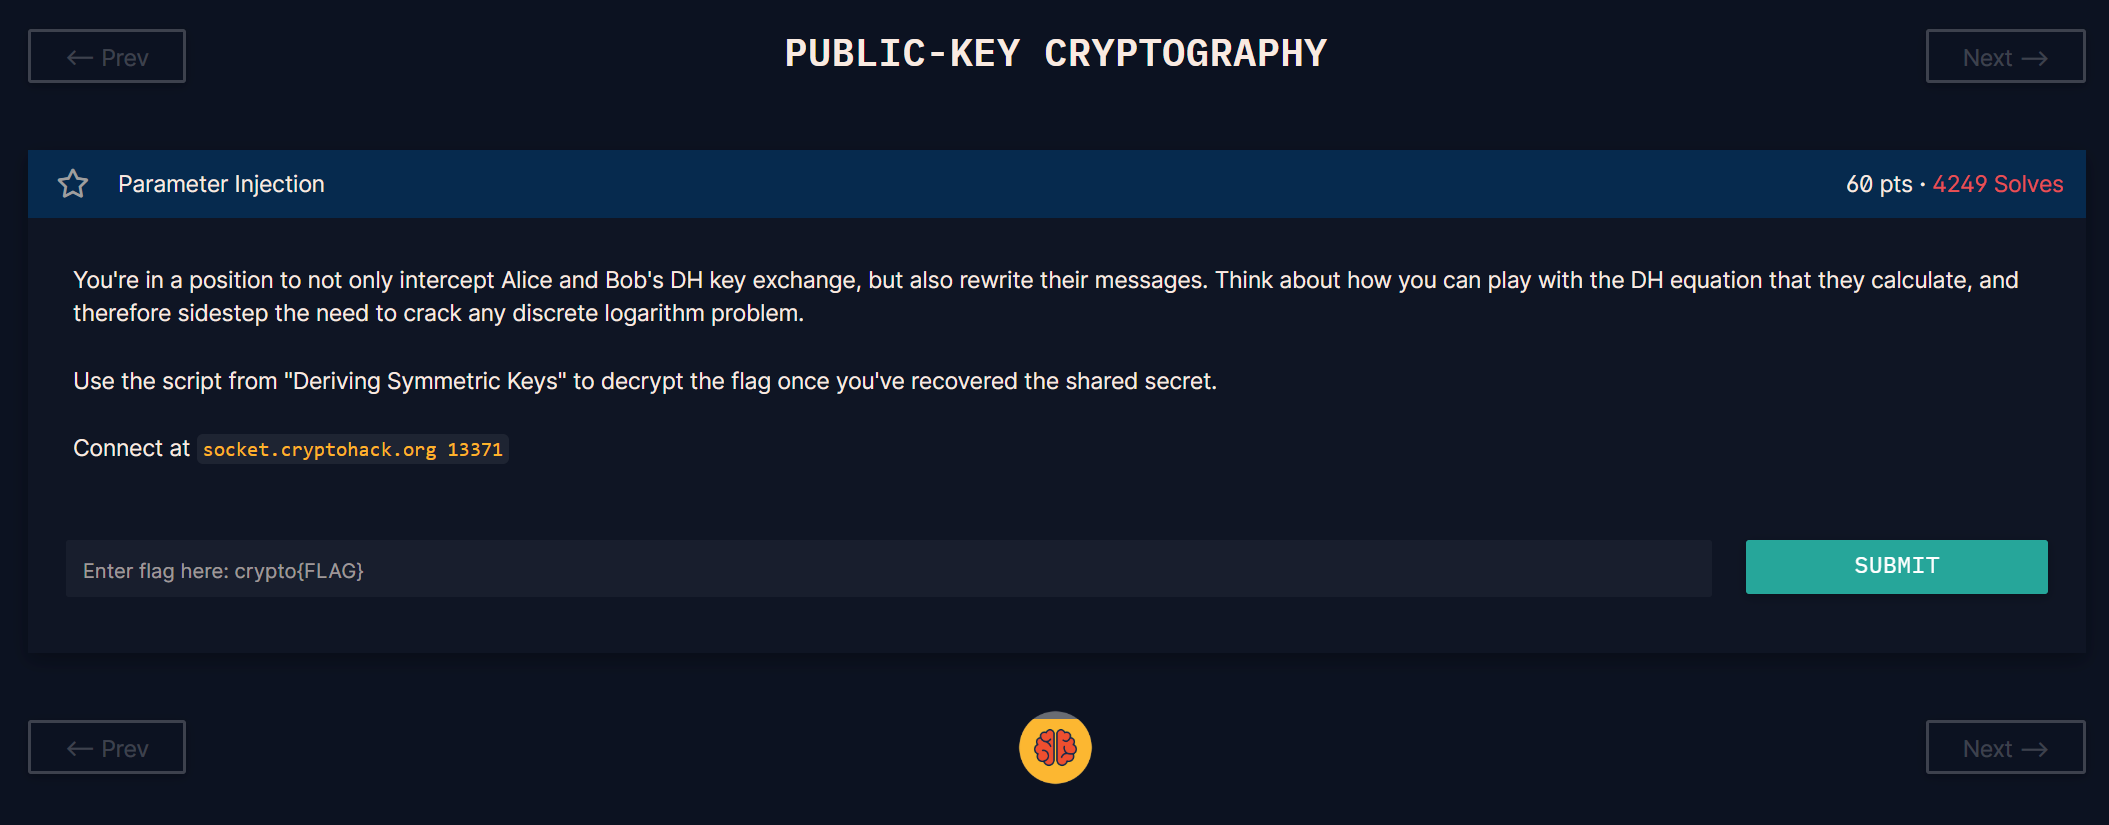 ← Prev
PUBLIC-KEY CRYPTOGRAPHY
Next →
Parameter Injection
60 pts · 4249 Solves
You're in a position to not only intercept Alice and Bob's DH key exchange, but also rewrite their messages. Think about how you can play with the DH equation that they calculate, and
therefore sidestep the need to crack any discrete logarithm problem.
Use the script from "Deriving Symmetric Keys" to decrypt the flag once you've recovered the shared secret.
Connect at socket.cryptohack.org 13371
Enter flag here: crypto{FLAG}
SUBMIT
← Prev
Next →